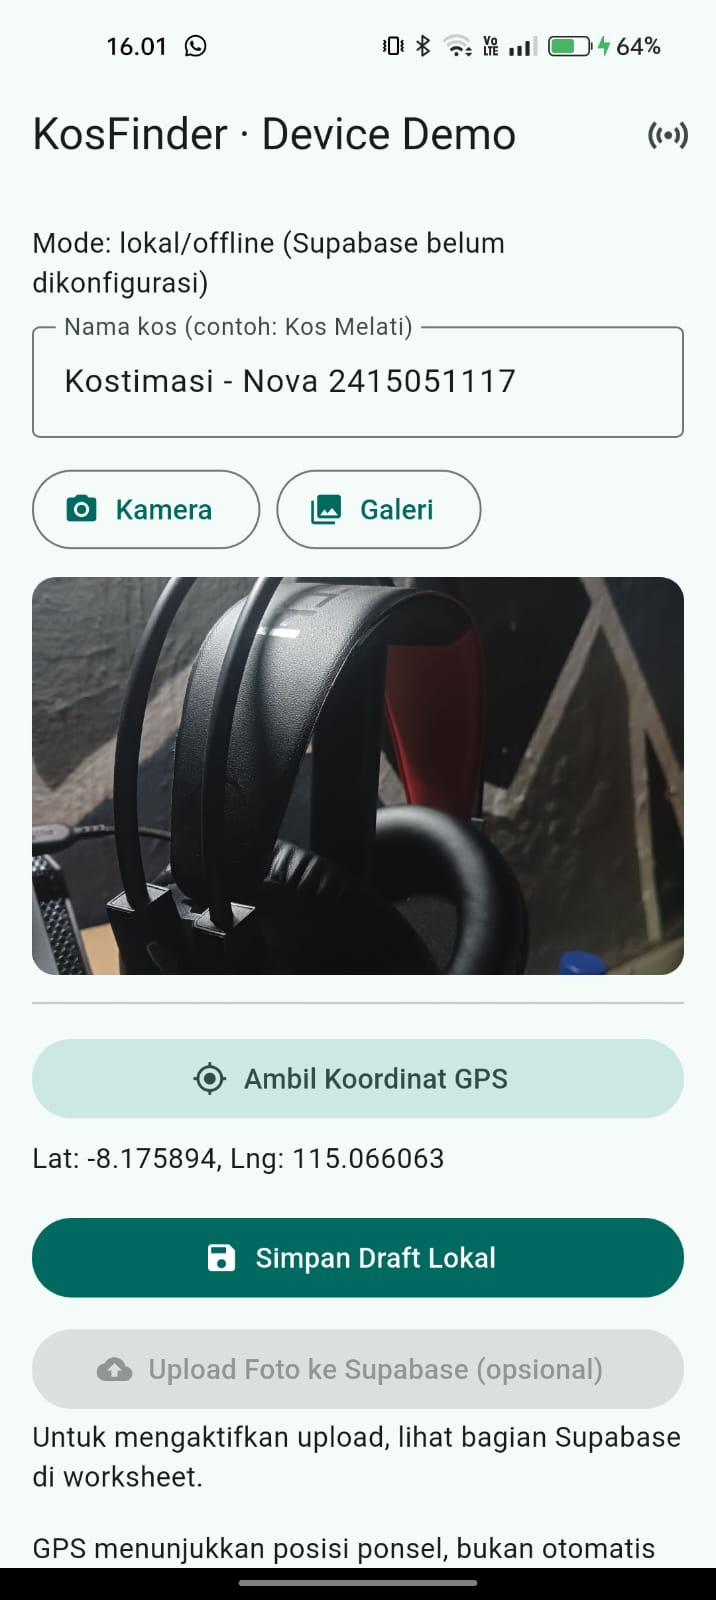 16.01
VO LTE
64%
KosFinder · Device Demo
Mode: lokal/offline (Supabase belum
dikonfigurasi)
Nama kos (contoh: Kos Melati)
Kostimasi - Nova 2415051117
Kamera
Galeri
Ambil Koordinat GPS
Lat: -8.175894, Lng: 115.066063
Simpan Draft Lokal
Upload Foto ke Supabase (opsional)
Untuk mengaktifkan upload, lihat bagian Supabase
di worksheet.
GPS menunjukkan posisi ponsel, bukan otomatis